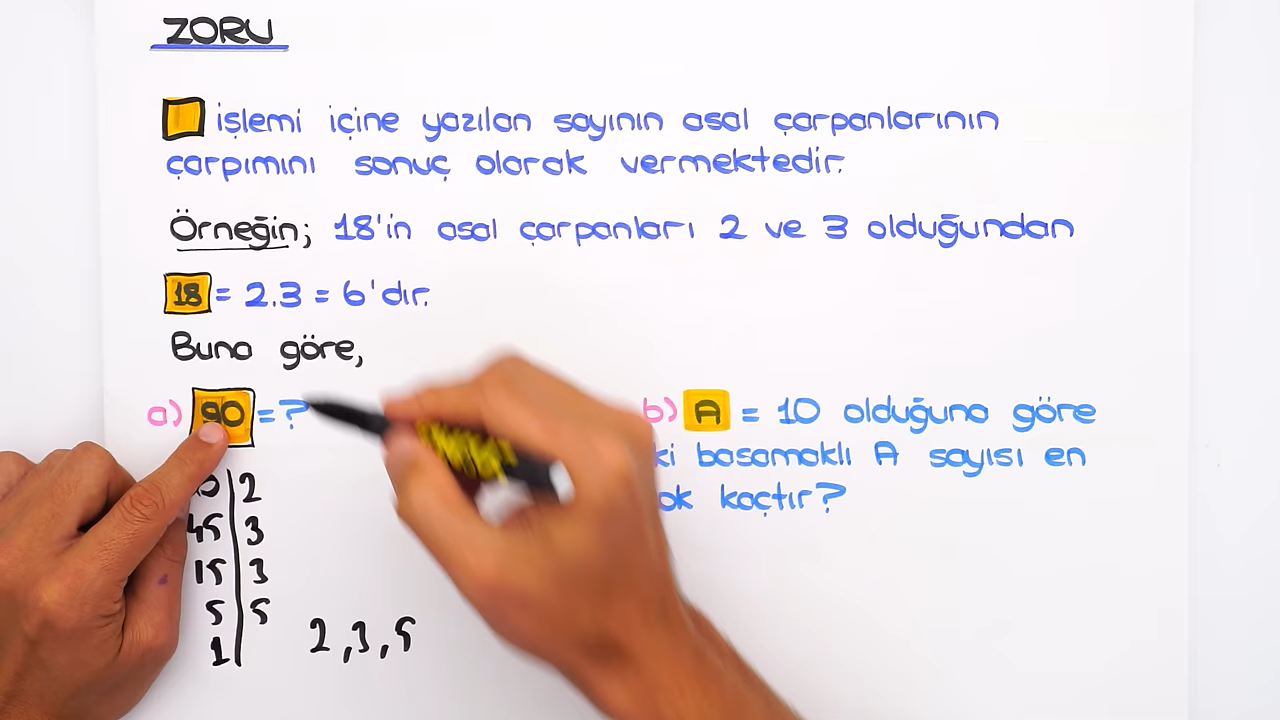 ZORU
işlemi içine yazılan sayının asal çarpanlarının
çarpımını sonuç olarak vermektedir.
Örneğin; 18'in asal çarpanları 2 ve 3 olduğundan
18 = 2.3 = 6'dır.
Buna göre,
a) 90 = ?
2
45 3
15 3
5 5
1
2, 3, 5
b) A = 10 olduğuna göre
basamaklı A sayısı en
kaçtır?